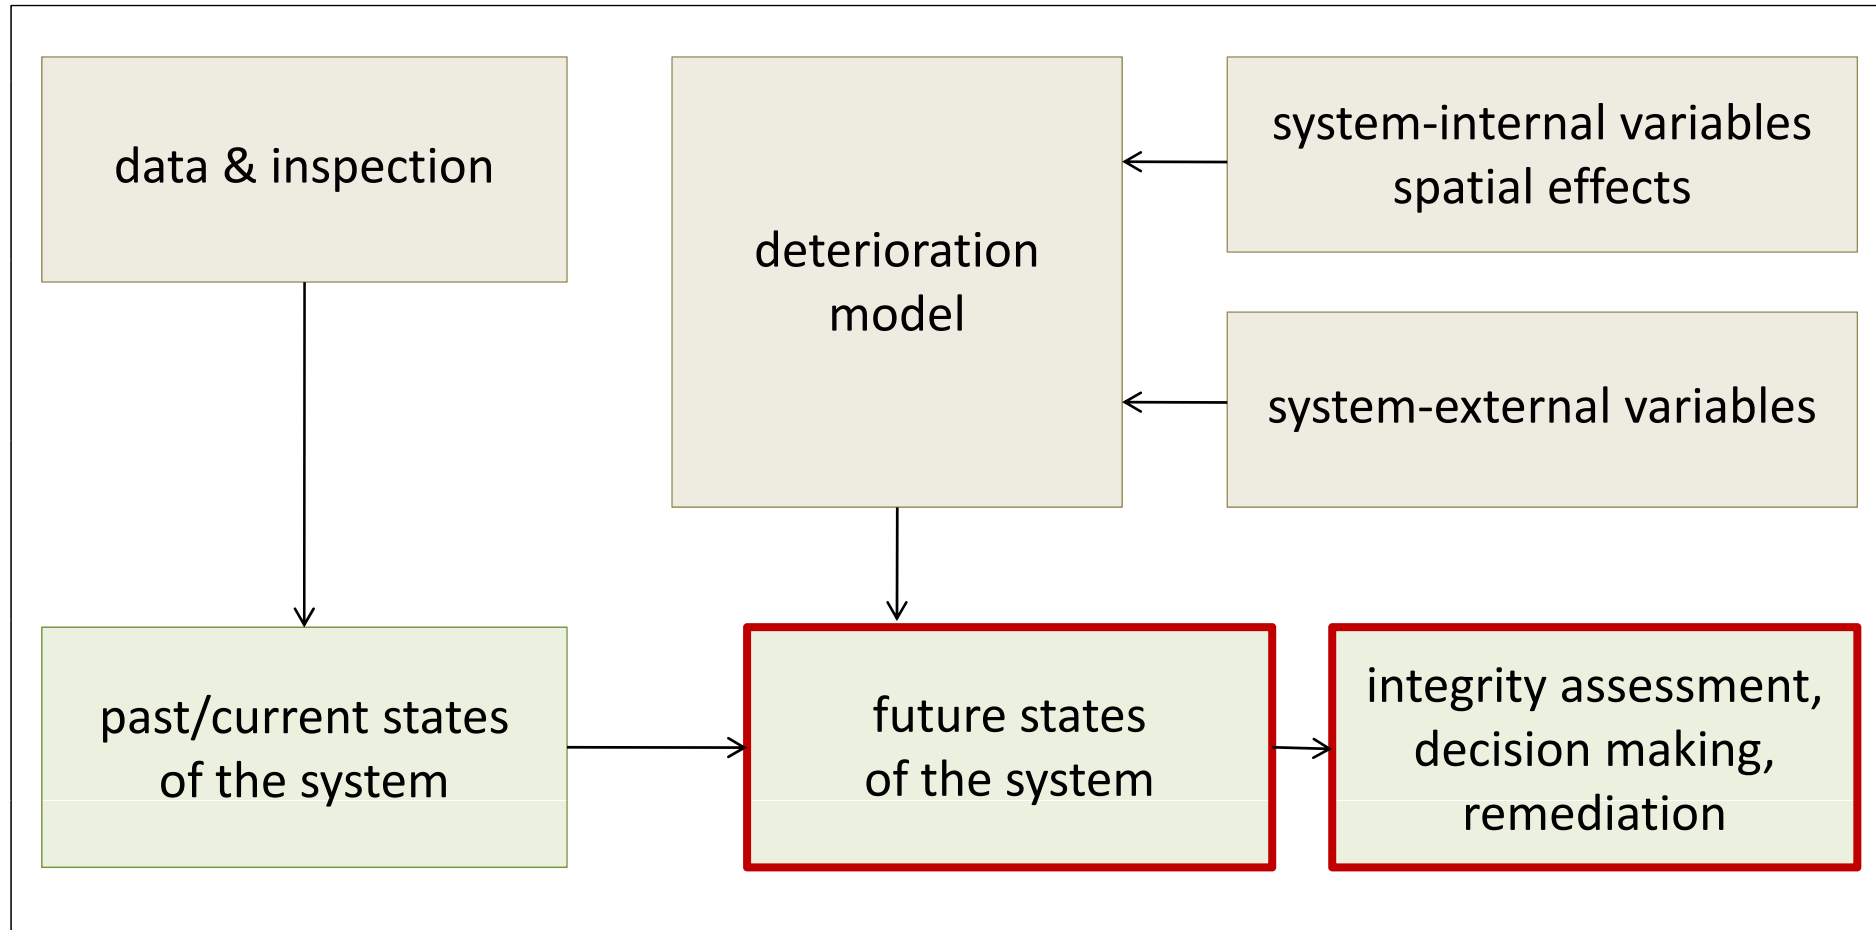 data & inspection
deterioration
model
system-internal variables
spatial effects
system-external variables
past/current states
of the system
future states
of the system
integrity assessment,
decision making,
remediation